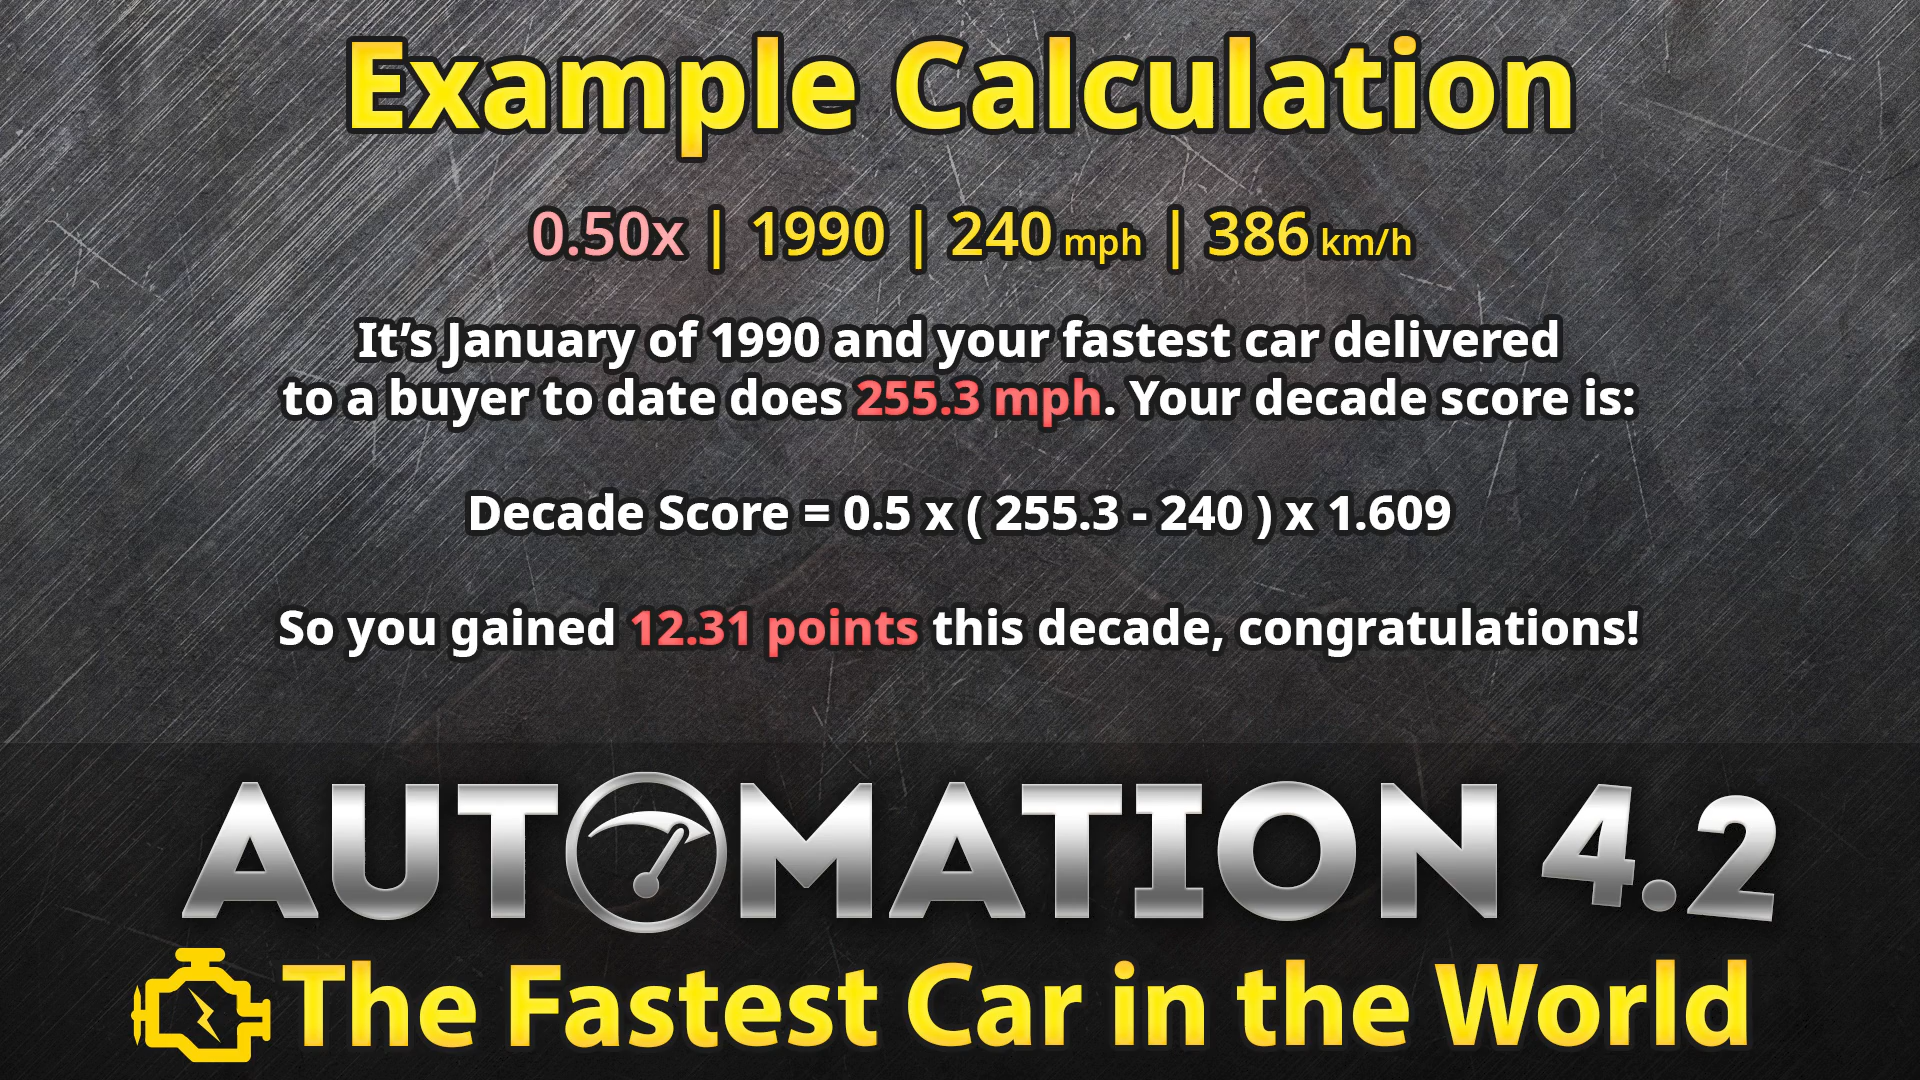 Example Calculation
0.50x | 1990 | 240 mph | 386 km/h
It’s January of 1990 and your fastest car delivered
to a buyer to date does 255.3 mph. Your decade score is:
Decade Score = 0.5 x ( 255.3 - 240 ) x 1.609
So you gained 12.31 points this decade, congratulations!
AUTOMATION 4.2
The Fastest Car in the World